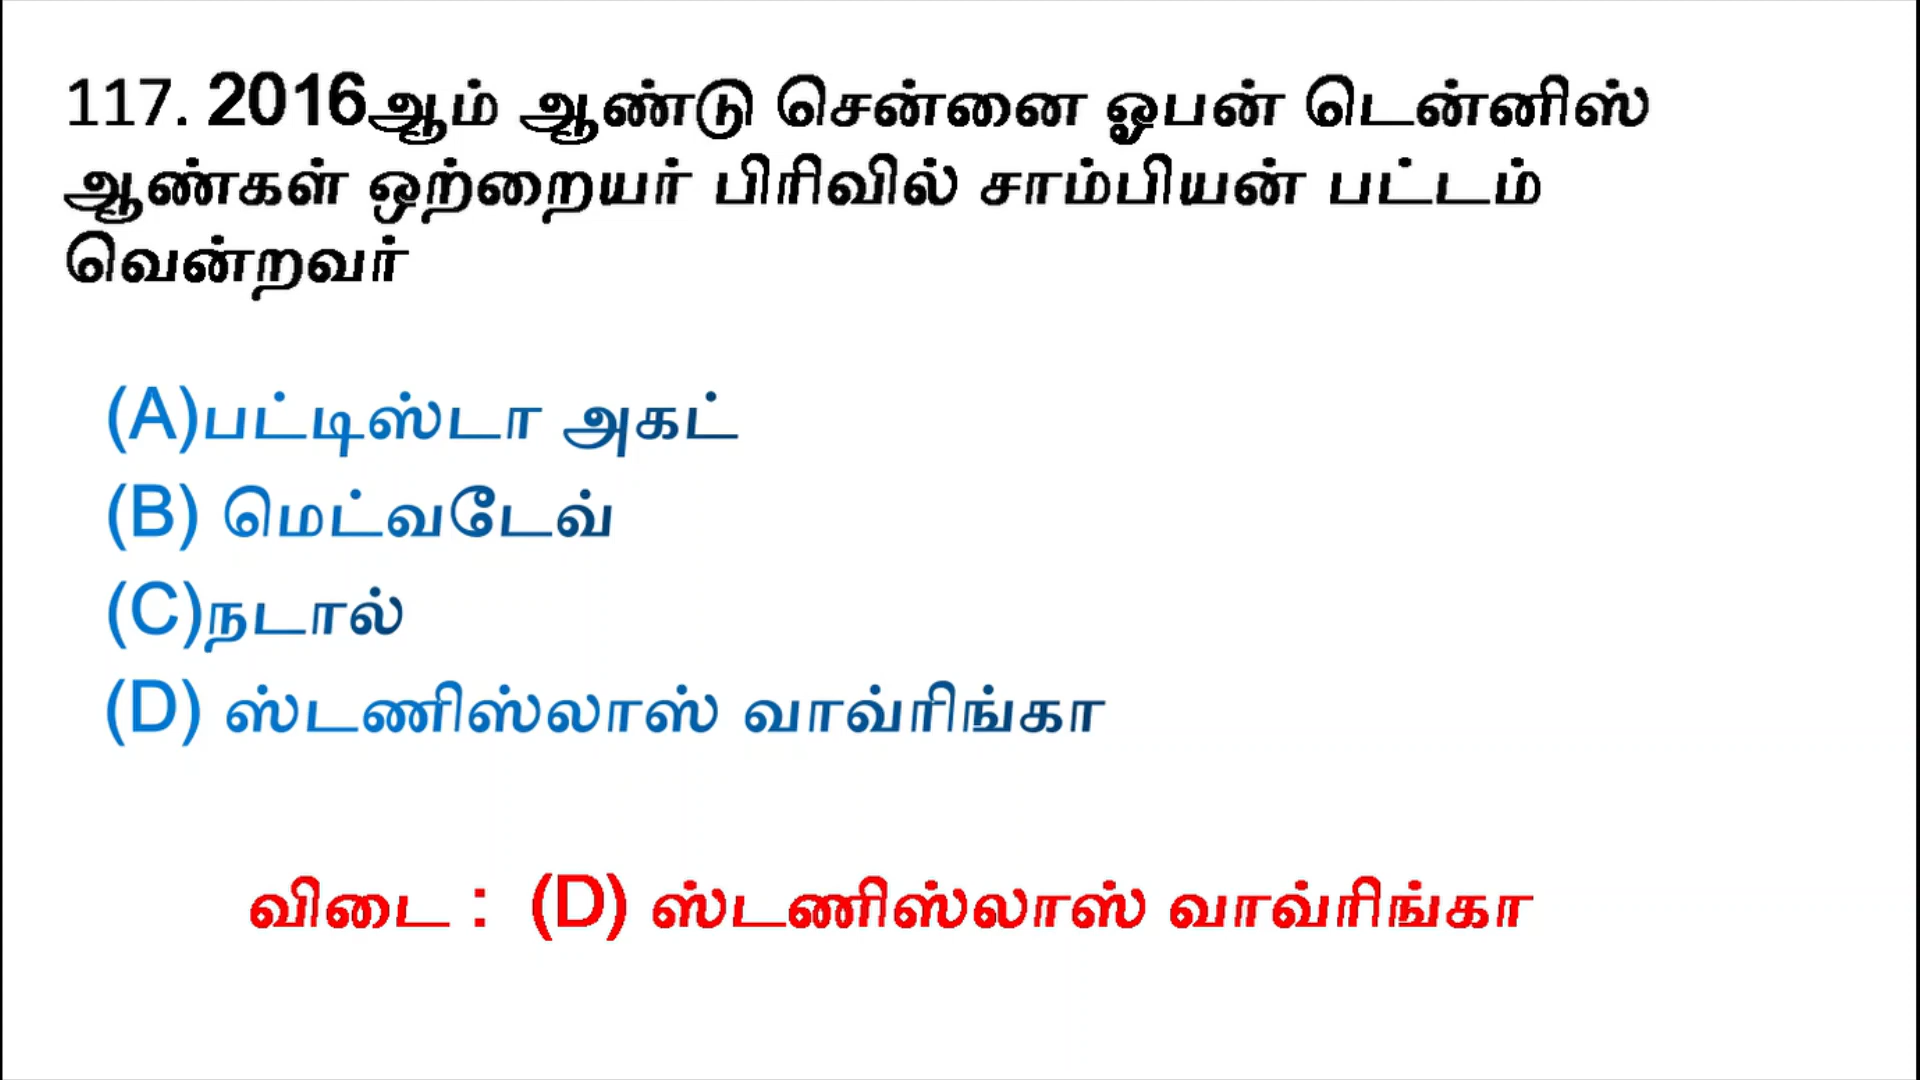 117. 2016ஆம் ஆண்டு சென்னை ஓபன் டென்னிஸ்
ஆண்கள் ஒற்றையர் பிரிவில் சாம்பியன் பட்டம்
வென்றவர்
(A)பட்டிஸ்டா அகட்
(B) மெட்வடேவ்
(C)நடால்
(D) ஸ்டணிஸ்லாஸ் வாவ்ரிங்கா
விடை : (D) ஸ்டணிஸ்லாஸ் வாவ்ரிங்கா